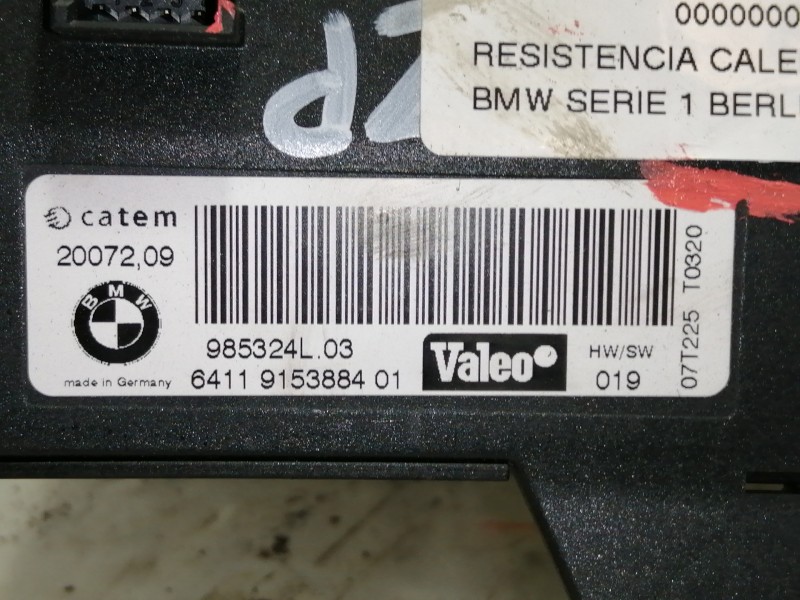 0000000
RESISTENCIA CALE
BMW SERIE 1 BERL
catem
20072,09
BMW
made in Germany
985324L.03
6411 9153884 01
Valeo
HW/SW
019
07T225 T0320